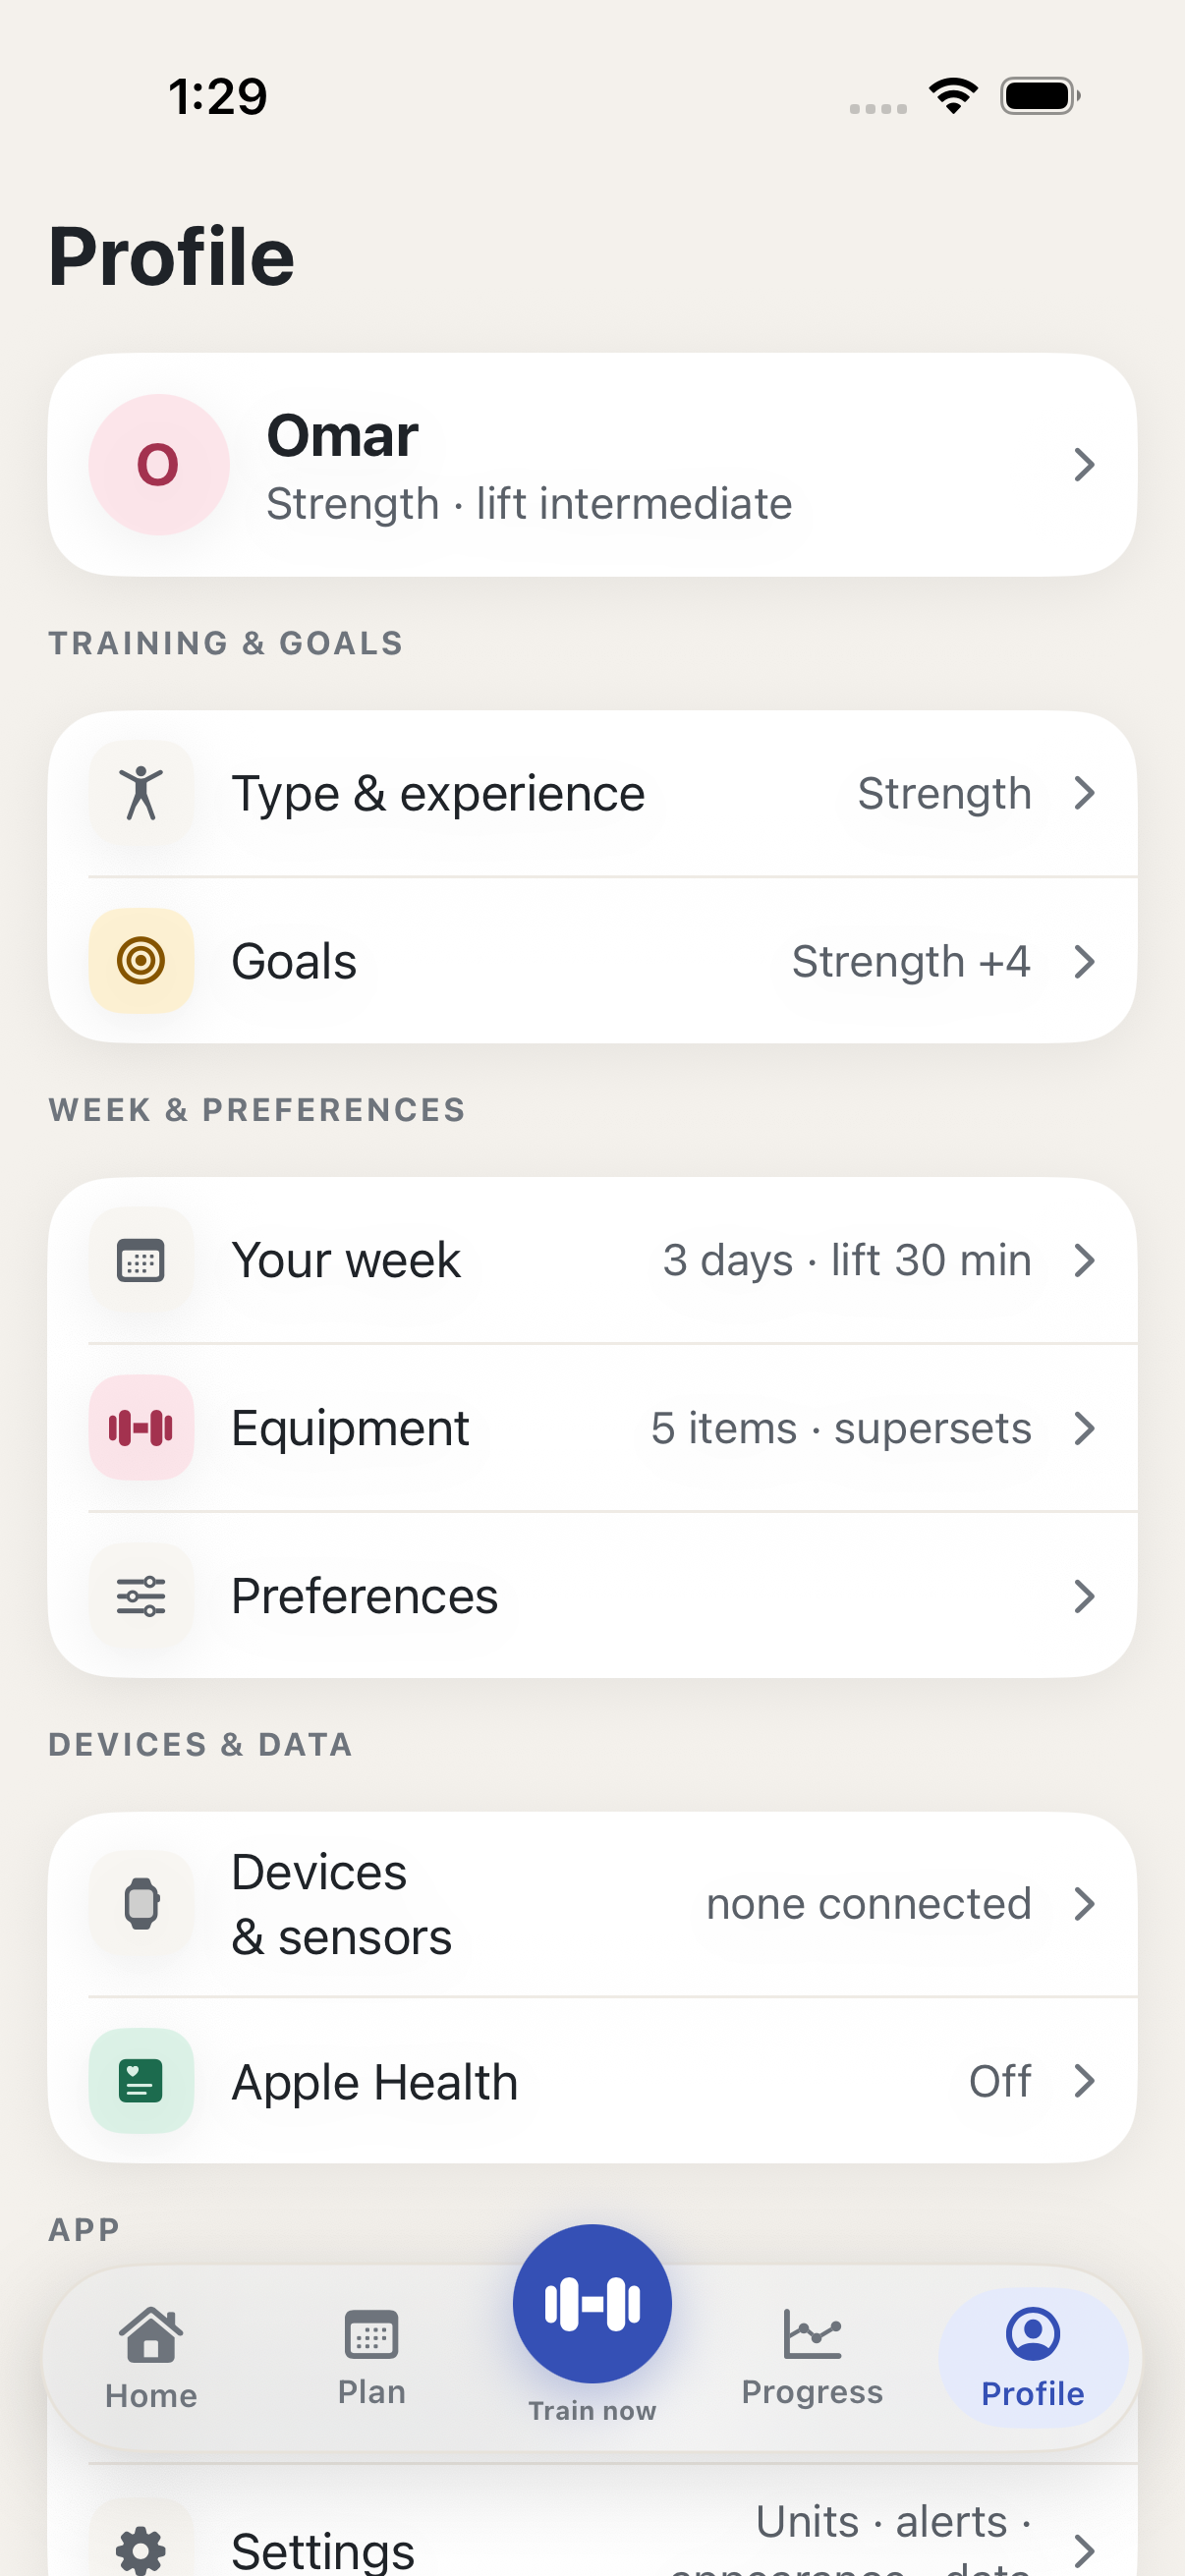 1:29
Profile
O
Omar
Strength · lift intermediate
TRAINING & GOALS
Type & experience
Strength
Goals
Strength +4
WEEK & PREFERENCES
Your week
3 days · lift 30 min
Equipment
5 items · supersets
Preferences
DEVICES & DATA
Devices
& sensors
none connected
Apple Health
Off
APP
Home
Plan
Train now
Progress
Profile
Settings
Units · alerts ·
appearance · data